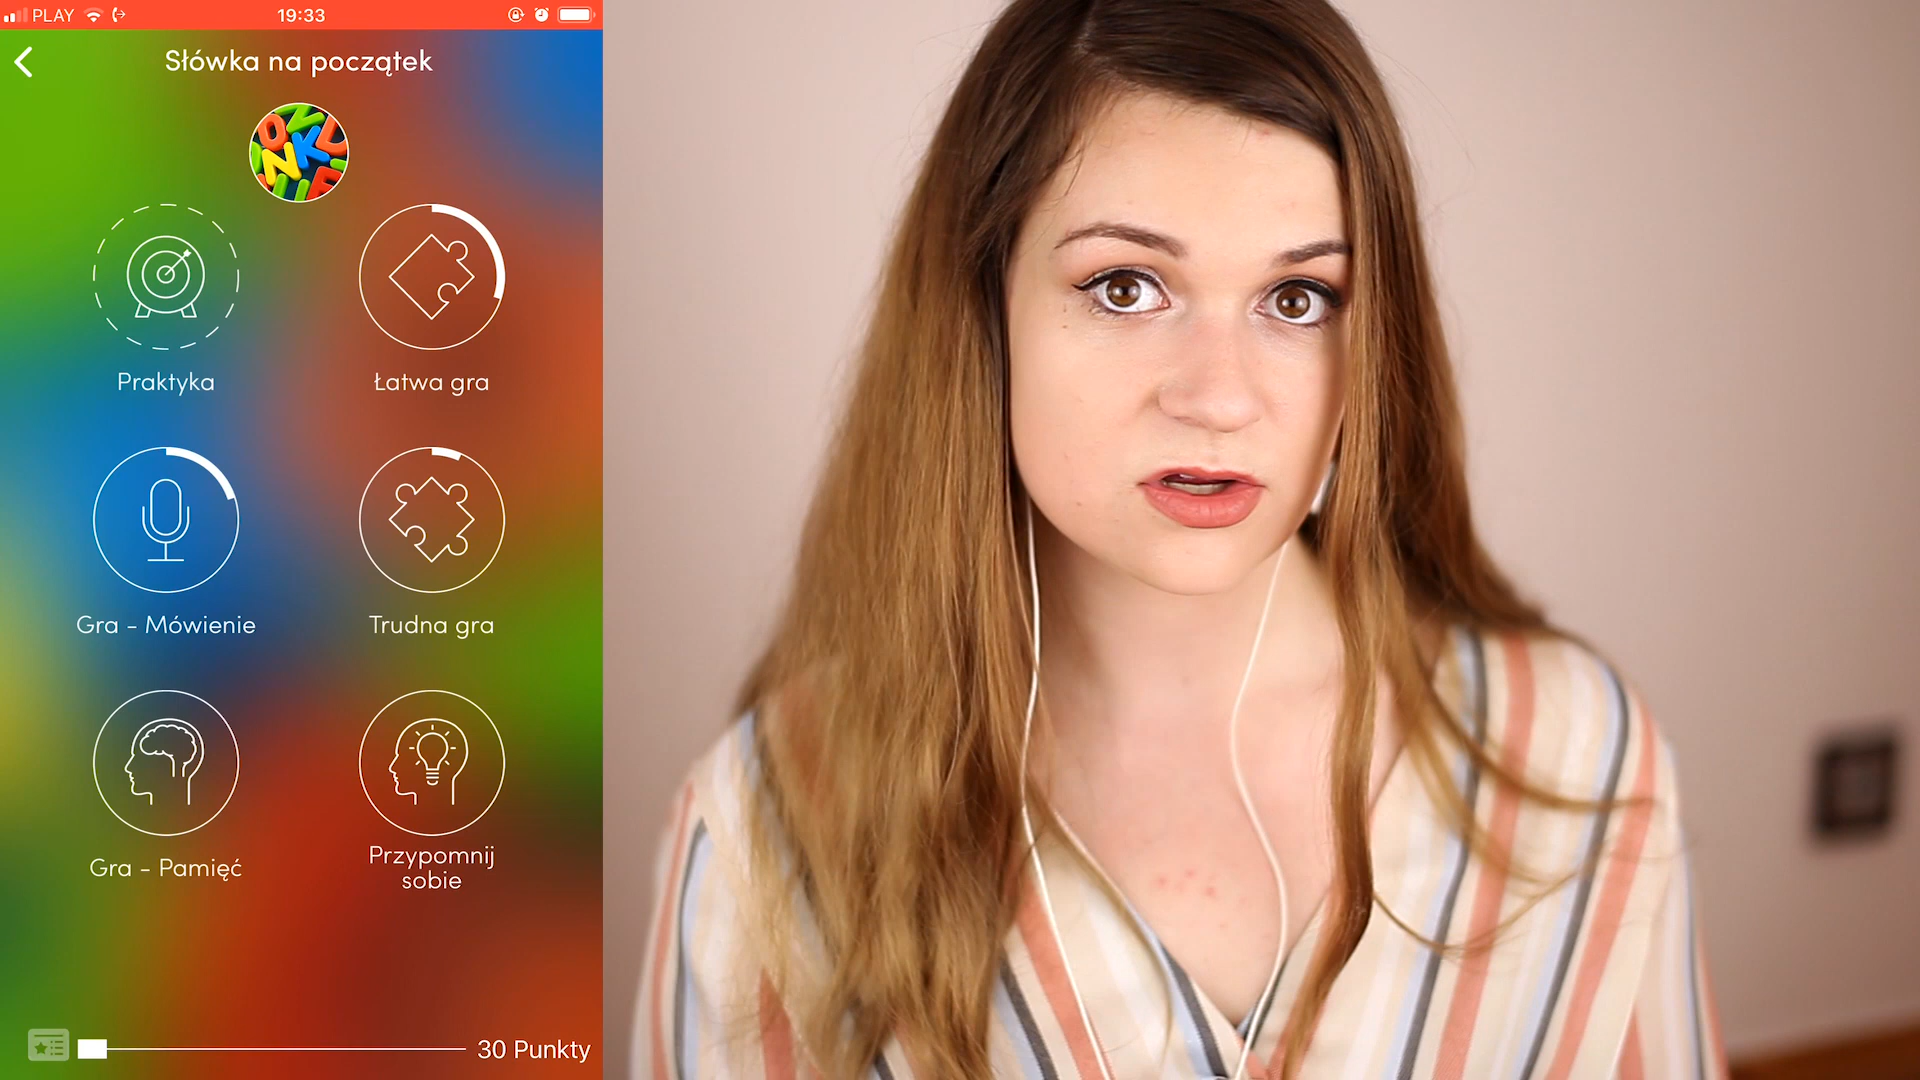 PLAY 19:33
Słówka na początek
Praktyka
Łatwa gra
Gra - Mówienie
Trudna gra
Gra - Pamięć
Przypomnij
sobie
30 Punkty